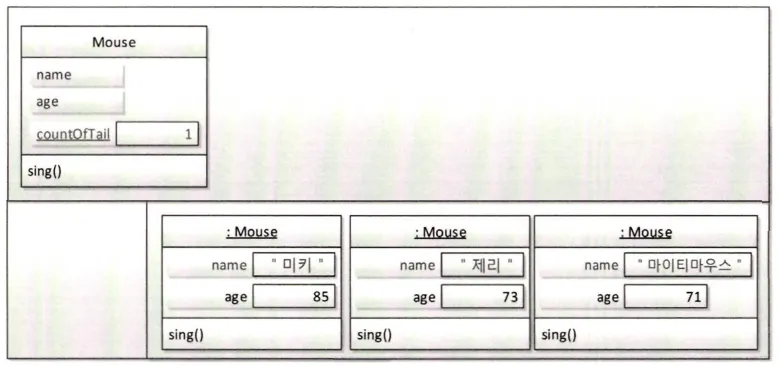 Mouse
name
age
countOfTail 1
sing()
: Mouse : Mouse : Mouse
name " 미키 " name " 제리 " name " 마이티마우스 "
age 85 age 73 age 71
sing() sing() sing()